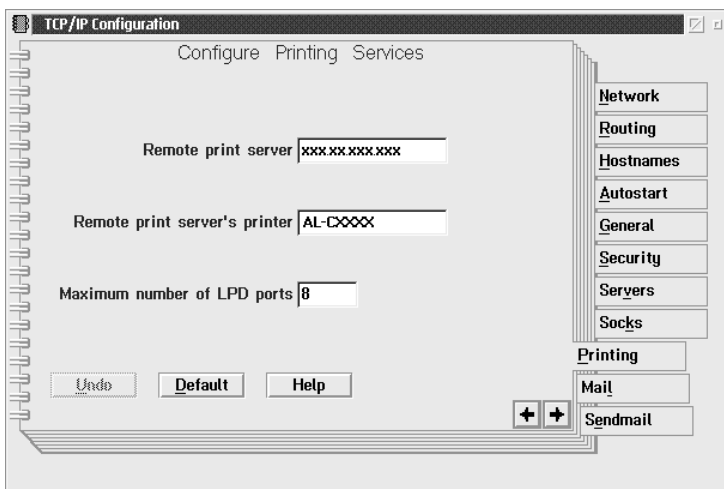 TCP/IP Configuration
Configure Printing Services
Remote print server xxx.xx.xxx.xxx
Remote print server's printer AL-CXXXX
Maximum number of LPD ports 8
Undo Default Help
Network
Routing
Hostnames
Autostart
General
Security
Servers
Socks
Printing
Mail
Sendmail